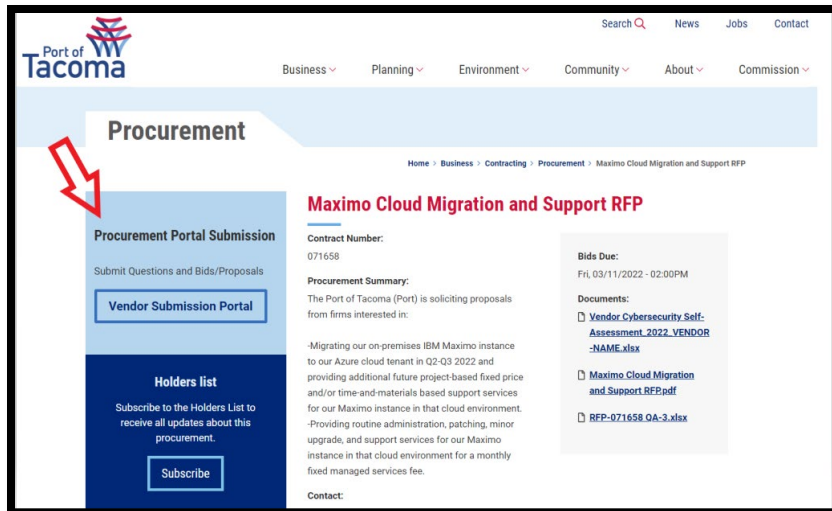 Search
News
Jobs
Contact
Port of
Tacoma
Business
Planning
Environment
Community
About
Commission
Procurement
Home > Business > Contracting > Procurement > Maximo Cloud Migration and Support RFP
Procurement Portal Submission
Submit Questions and Bids/Proposals
Vendor Submission Portal
Holders list
Subscribe to the Holders List to
receive all updates about this
procurement.
Subscribe
Maximo Cloud Migration and Support RFP
Contract Number:
071658
Procurement Summary:
The Port of Tacoma (Port) is soliciting proposals
from firms interested in:
-Migrating our on-premises IBM Maximo instance
to our Azure cloud tenant in Q2-Q3 2022 and
providing additional future project-based fixed price
and/or time-and-materials based support services
for our Maximo instance in that cloud environment.
-Providing routine administration, patching, minor
upgrade, and support services for our Maximo
instance in that cloud environment for a monthly
fixed managed services fee.
Contact:
Bids Due:
Fri, 03/11/2022 - 02:00PM
Documents:
Vendor Cybersecurity Self-
Assessment_2022_VENDOR
-NAME.xlsx
Maximo Cloud Migration
and Support RFP.pdf
RFP-071658 QA-3.xlsx